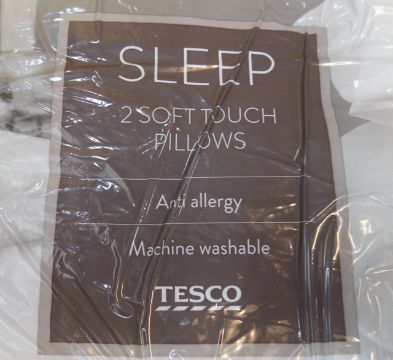 SLEEP
2 SOFT TOUCH
PILLOWS
Anti allergy
Machine washable
TESCO